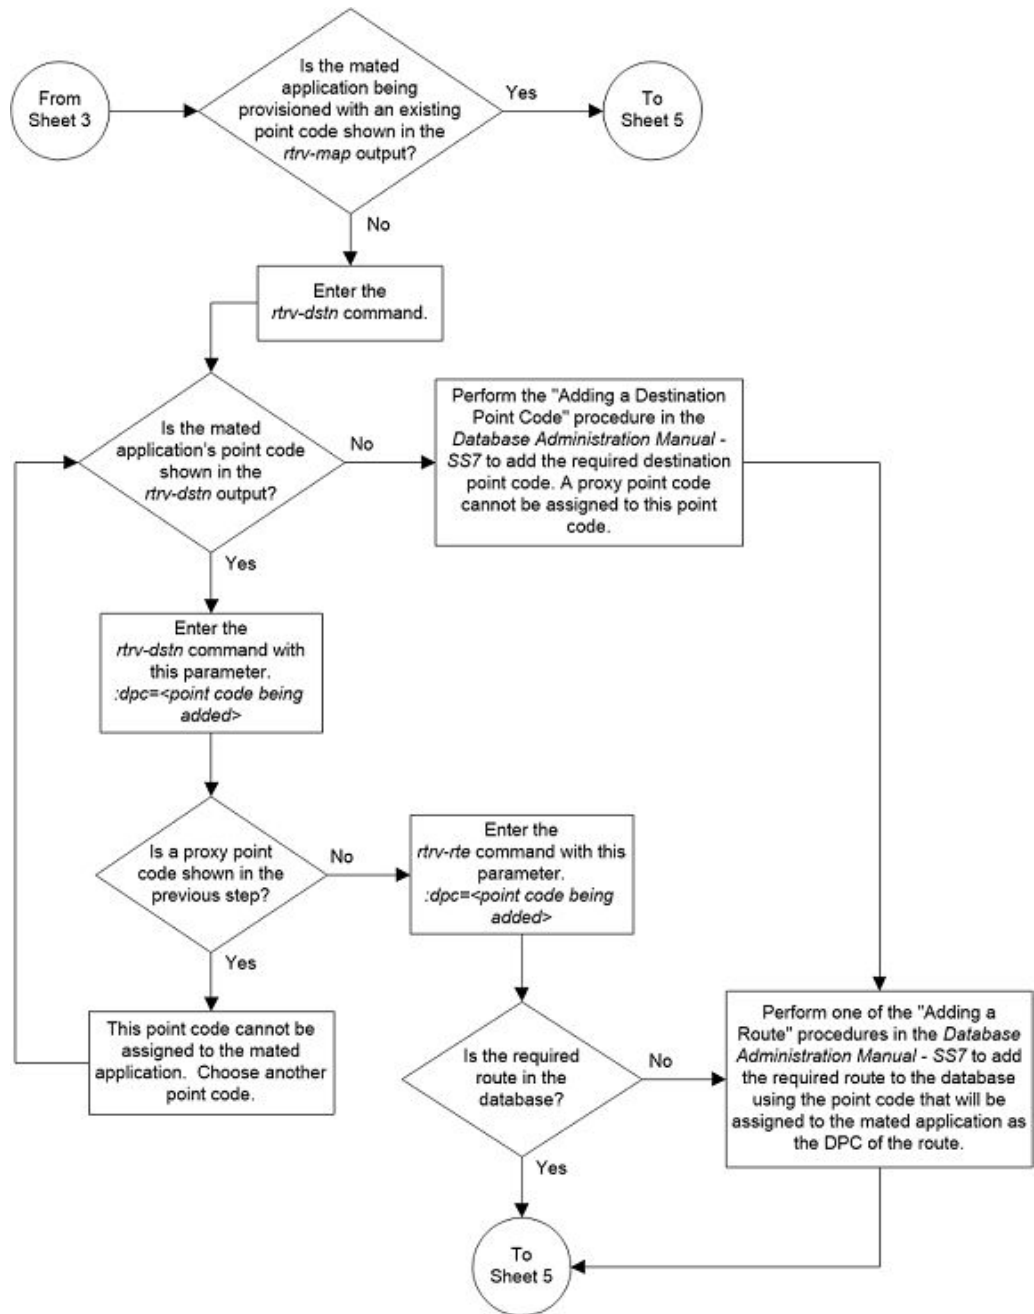 From
Sheet 3
Is the mated
application being
provisioned with an existing
point code shown in the
rtrv-map output?
Yes
To
Sheet 5
No
Enter the
rtrv-dstn command.
Is the mated
application's point code
shown in the
rtrv-dstn output?
No
Perform the "Adding a Destination
Point Code" procedure in the
Database Administration Manual -
SS7 to add the required destination
point code. A proxy point code
cannot be assigned to this point
code.
Yes
Enter the
rtrv-dstn command with
this parameter.
:dpc=<point code being
added>
Is a proxy point
code shown in the
previous step?
No
Enter the
rtrv-rte command with this
parameter.
:dpc=<point code being
added>
Yes
This point code cannot be
assigned to the mated
application.  Choose another
point code.
Is the required
route in the
database?
No
Perform one of the "Adding a
Route" procedures in the Database
Administration Manual - SS7 to add
the required route to the database
using the point code that will be
assigned to the mated application as
the DPC of the route.
Yes
To
Sheet 5